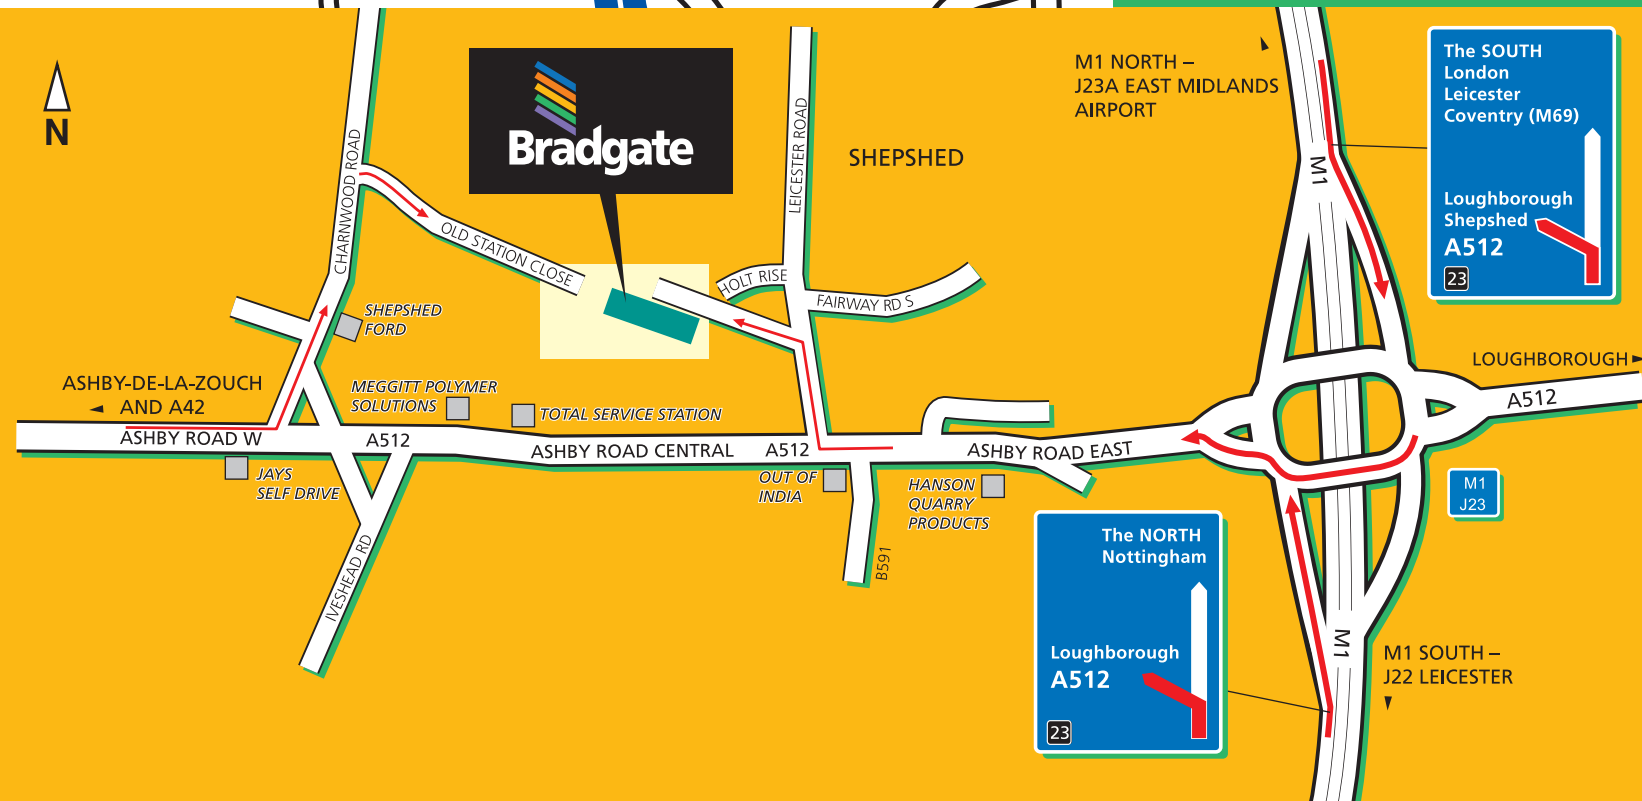 N
Bradgate
M1 NORTH –
J23A EAST MIDLANDS
AIRPORT
The SOUTH
London
Leicester
Coventry (M69)
Loughborough
Shepshed
A512
23
CHARNWOOD ROAD
LEICESTER ROAD
SHEPSHED
M1
OLD STATION CLOSE
HOLT RISE
FAIRWAY RD S
SHEPSHED
FORD
LOUGHBOROUGH
ASHBY-DE-LA-ZOUCH
AND A42
MEGGITT POLYMER
SOLUTIONS
TOTAL SERVICE STATION
A512
ASHBY ROAD W
A512
ASHBY ROAD CENTRAL
A512
ASHBY ROAD EAST
JAYS
SELF DRIVE
OUT OF
INDIA
HANSON
QUARRY
PRODUCTS
M1
J23
IVESHEAD RD
B591
The NORTH
Nottingham
Loughborough
A512
23
M1
M1 SOUTH –
J22 LEICESTER